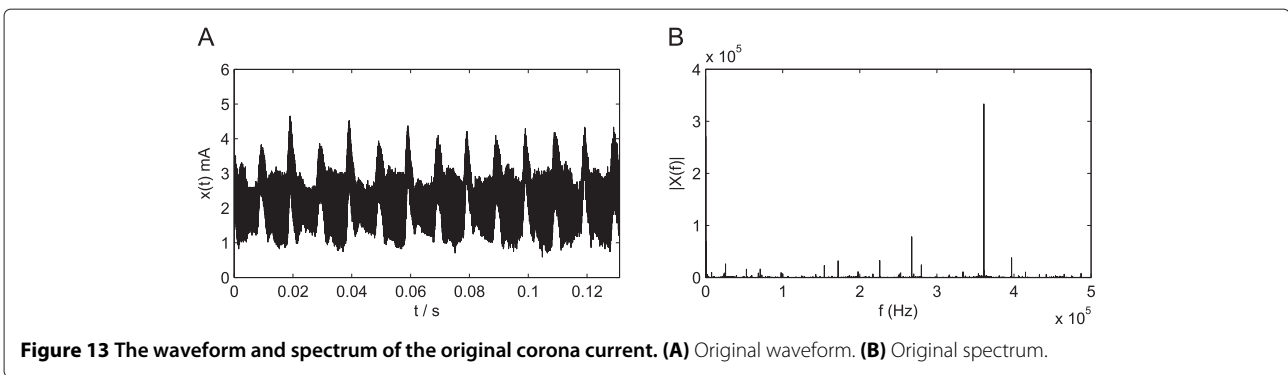 A
6
5
4
3
2
1
0
x(t) mA
0 0.02 0.04 0.06 0.08 0.1 0.12
t / s
B
x 10^5
4
3
2
1
0
|X(f)|
0 1 2 3 4 5
f (Hz)
x 10^5
Figure 13 The waveform and spectrum of the original corona current. (A) Original waveform. (B) Original spectrum.